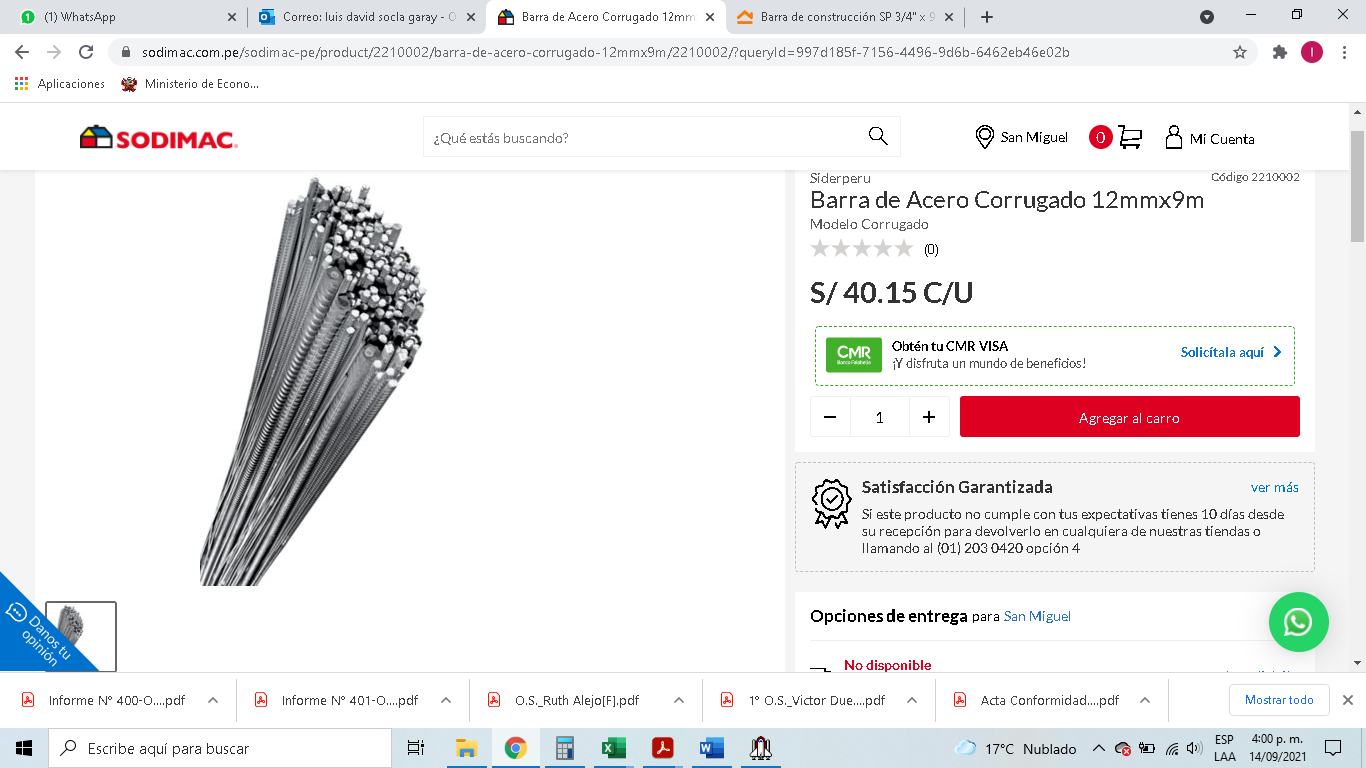 (1) WhatsApp
Correo: luis david socla garay - O
Barra de Acero Corrugado 12mm
Barra de construcción SP 3/4" x 9
sodimac.com.pe/sodimac-pe/product/2210002/barra-de-acero-corrugado-12mmx9m/2210002/?queryId=997d185f-7156-4496-9d6b-6462eb46e02b
I
Aplicaciones
Ministerio de Econo...
SODIMAC
¿Qué estás buscando?
San Miguel
0
Mi Cuenta
Siderperu
Código 2210002
Barra de Acero Corrugado 12mmx9m
Modelo Corrugado
(0)
S/ 40.15 C/U
CMR
Banco Falabella
Obtén tu CMR VISA
¡Y disfruta un mundo de beneficios!
Solicítala aquí
1
Agregar al carro
Satisfacción Garantizada
ver más
Si este producto no cumple con tus expectativas tienes 10 días desde
su recepción para devolverlo en cualquiera de nuestras tiendas o
llamando al (01) 203 0420 opción 4
Opciones de entrega para San Miguel
No disponible
Danos tu
opinión
Informe N° 400-O....pdf
Informe N° 401-O....pdf
O.S._Ruth Alejo[F].pdf
1° O.S._Victor Due....pdf
Acta Conformidad....pdf
Mostrar todo
Escribe aquí para buscar
17°C Nublado
ESP
LAA
4:00 p. m.
14/09/2021